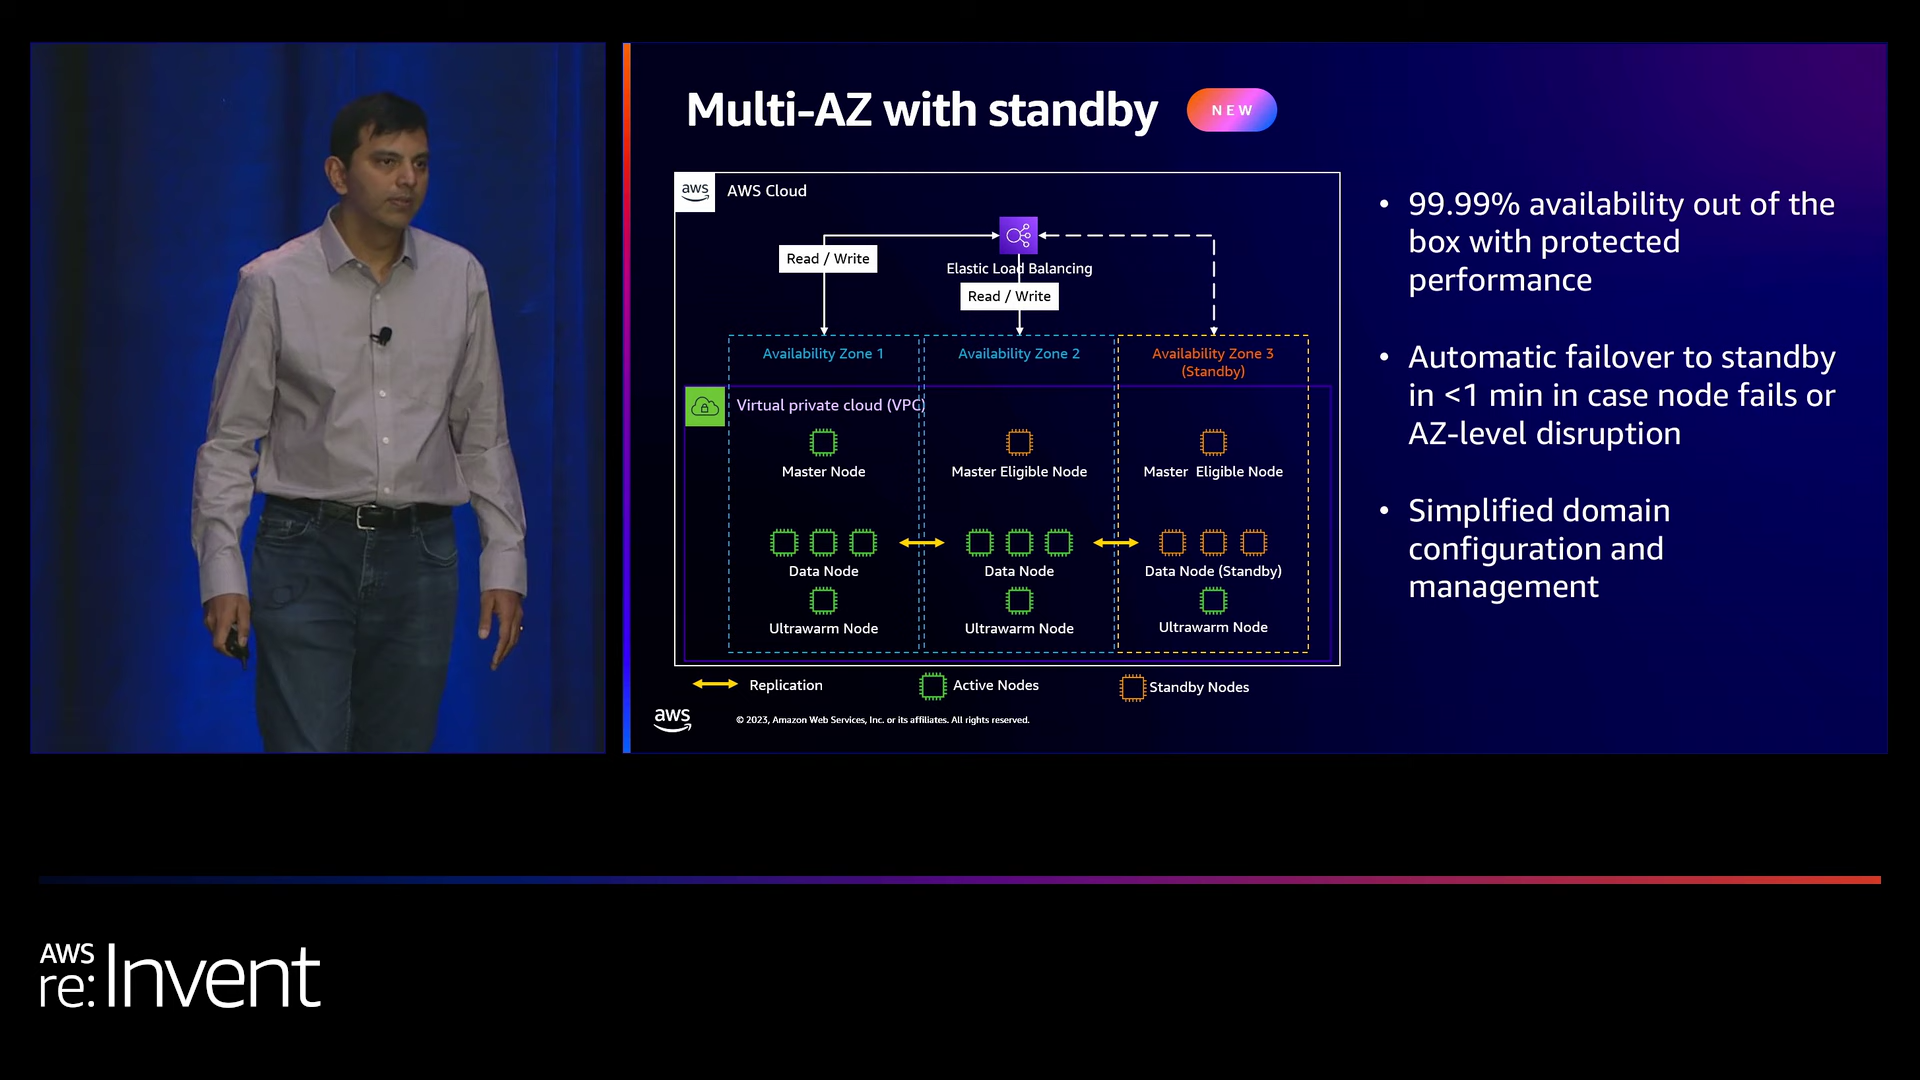 Multi-AZ with standby NEW
aws AWS Cloud
Read / Write
Elastic Load Balancing
Read / Write
Availability Zone 1
Availability Zone 2
Availability Zone 3
(Standby)
Virtual private cloud (VPC)
Master Node
Master Eligible Node
Master Eligible Node
Data Node
Data Node
Data Node (Standby)
Ultrawarm Node
Ultrawarm Node
Ultrawarm Node
Replication
Active Nodes
Standby Nodes
aws
© 2023, Amazon Web Services, Inc. or its affiliates. All rights reserved.
• 99.99% availability out of the
box with protected
performance
• Automatic failover to standby
in <1 min in case node fails or
AZ-level disruption
• Simplified domain
configuration and
management
AWS
re:Invent